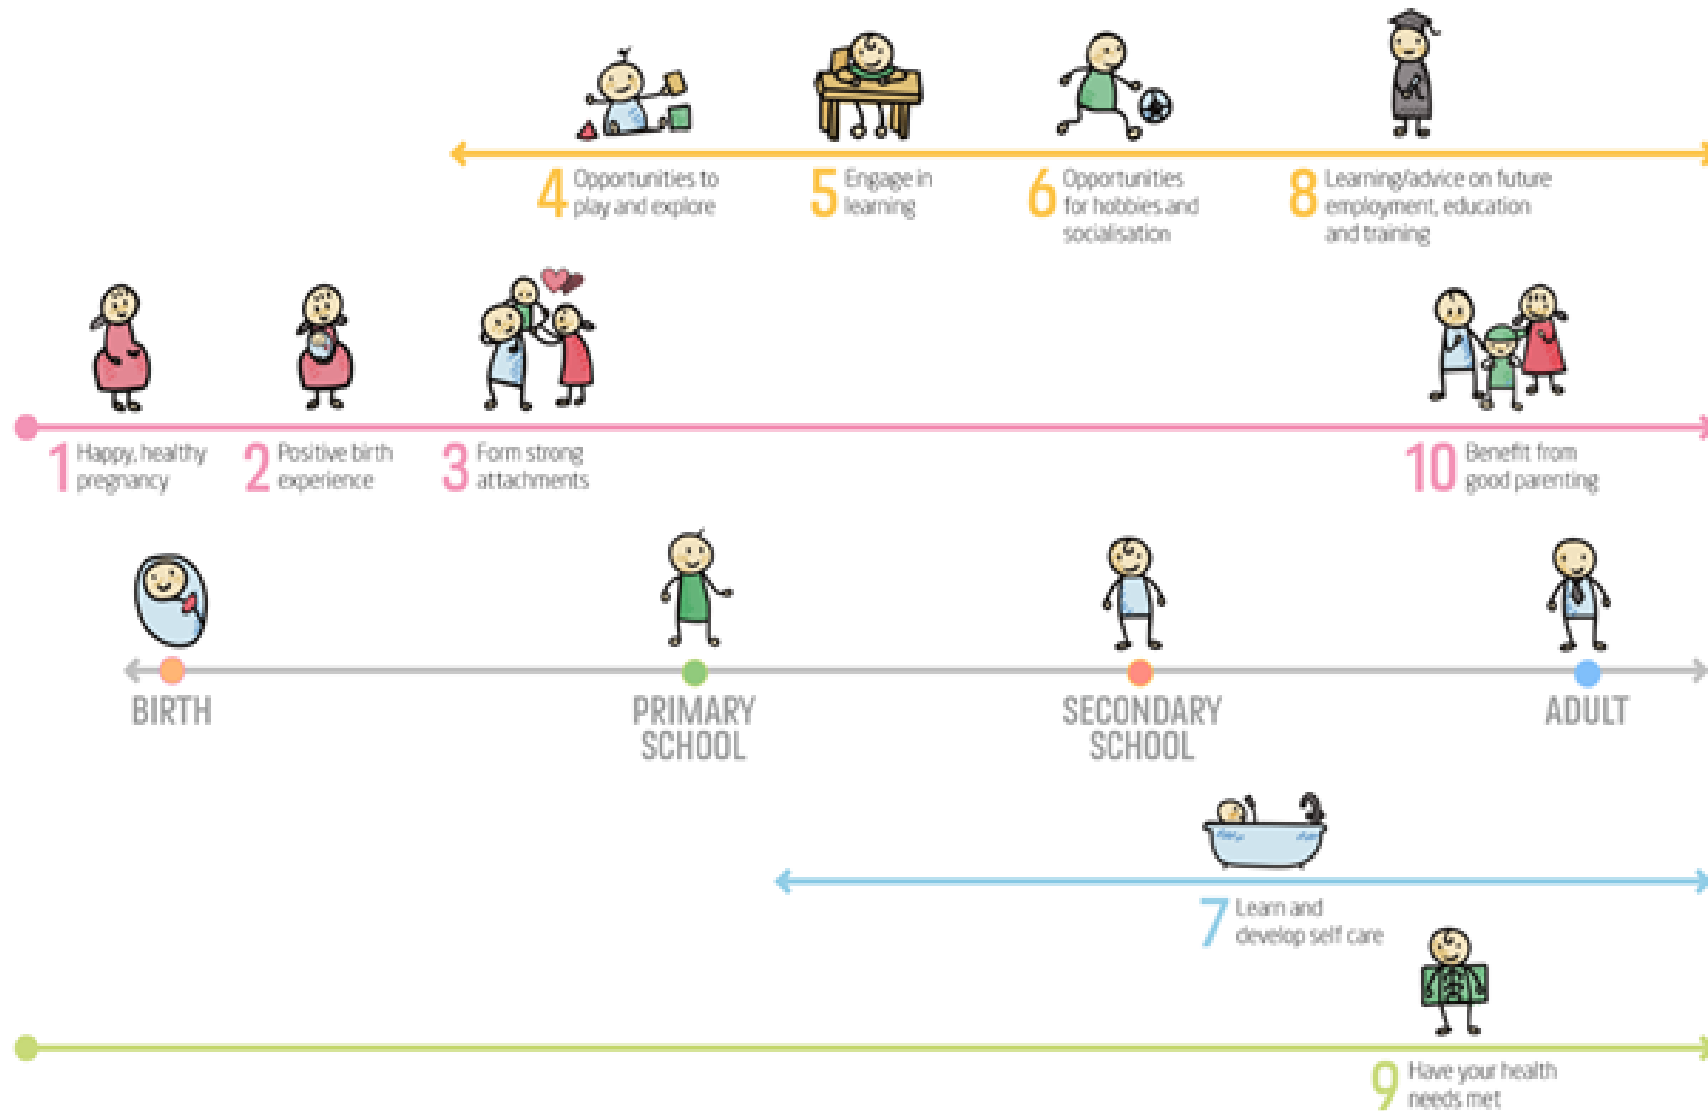 4 Opportunities to
play and explore
5 Engage in
learning
6 Opportunities
for hobbies and
socialisation
8 Learning/advice on future
employment, education
and training
1 Happy, healthy
pregnancy
2 Positive birth
experience
3 Form strong
attachments
10 Benefit from
good parenting
BIRTH
PRIMARY
SCHOOL
SECONDARY
SCHOOL
ADULT
7 Learn and
develop self care
9 Have your health
needs met